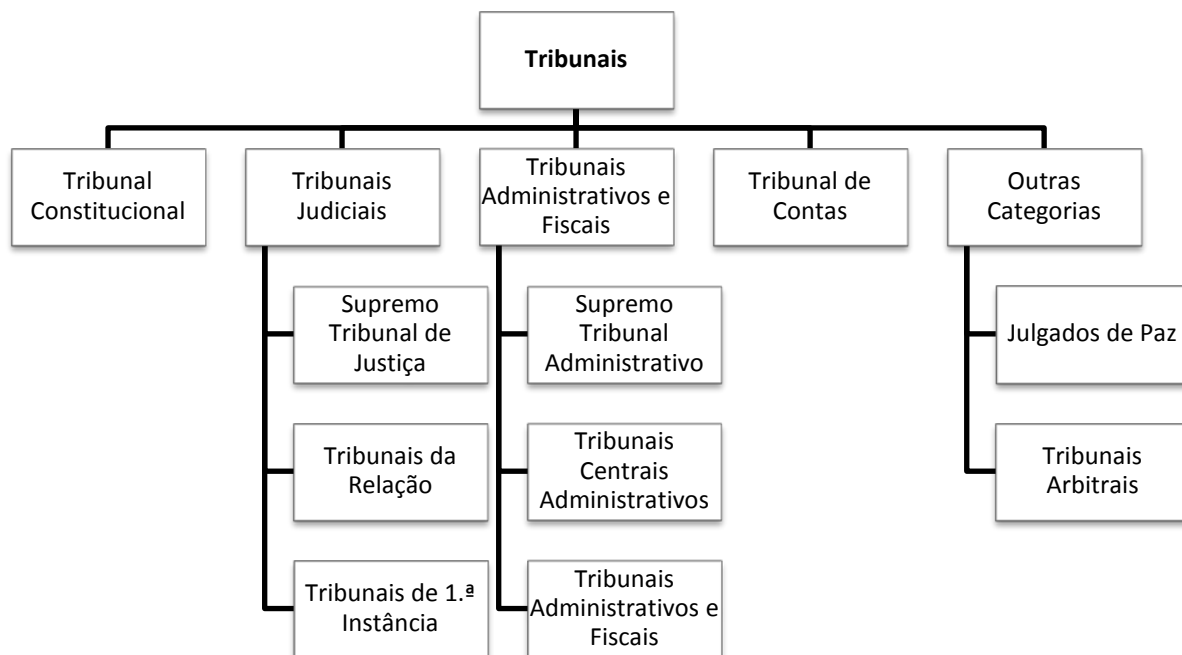 Tribunais
Tribunal
Constitucional
Tribunais
Judiciais
Supremo
Tribunal de
Justiça
Tribunais da
Relação
Tribunais de 1.ª
Instância
Tribunais
Administrativos e
Fiscais
Supremo
Tribunal
Administrativo
Tribunais
Centrais
Administrativos
Tribunais
Administrativos e
Fiscais
Tribunal de
Contas
Outras
Categorias
Julgados de Paz
Tribunais
Arbitrais